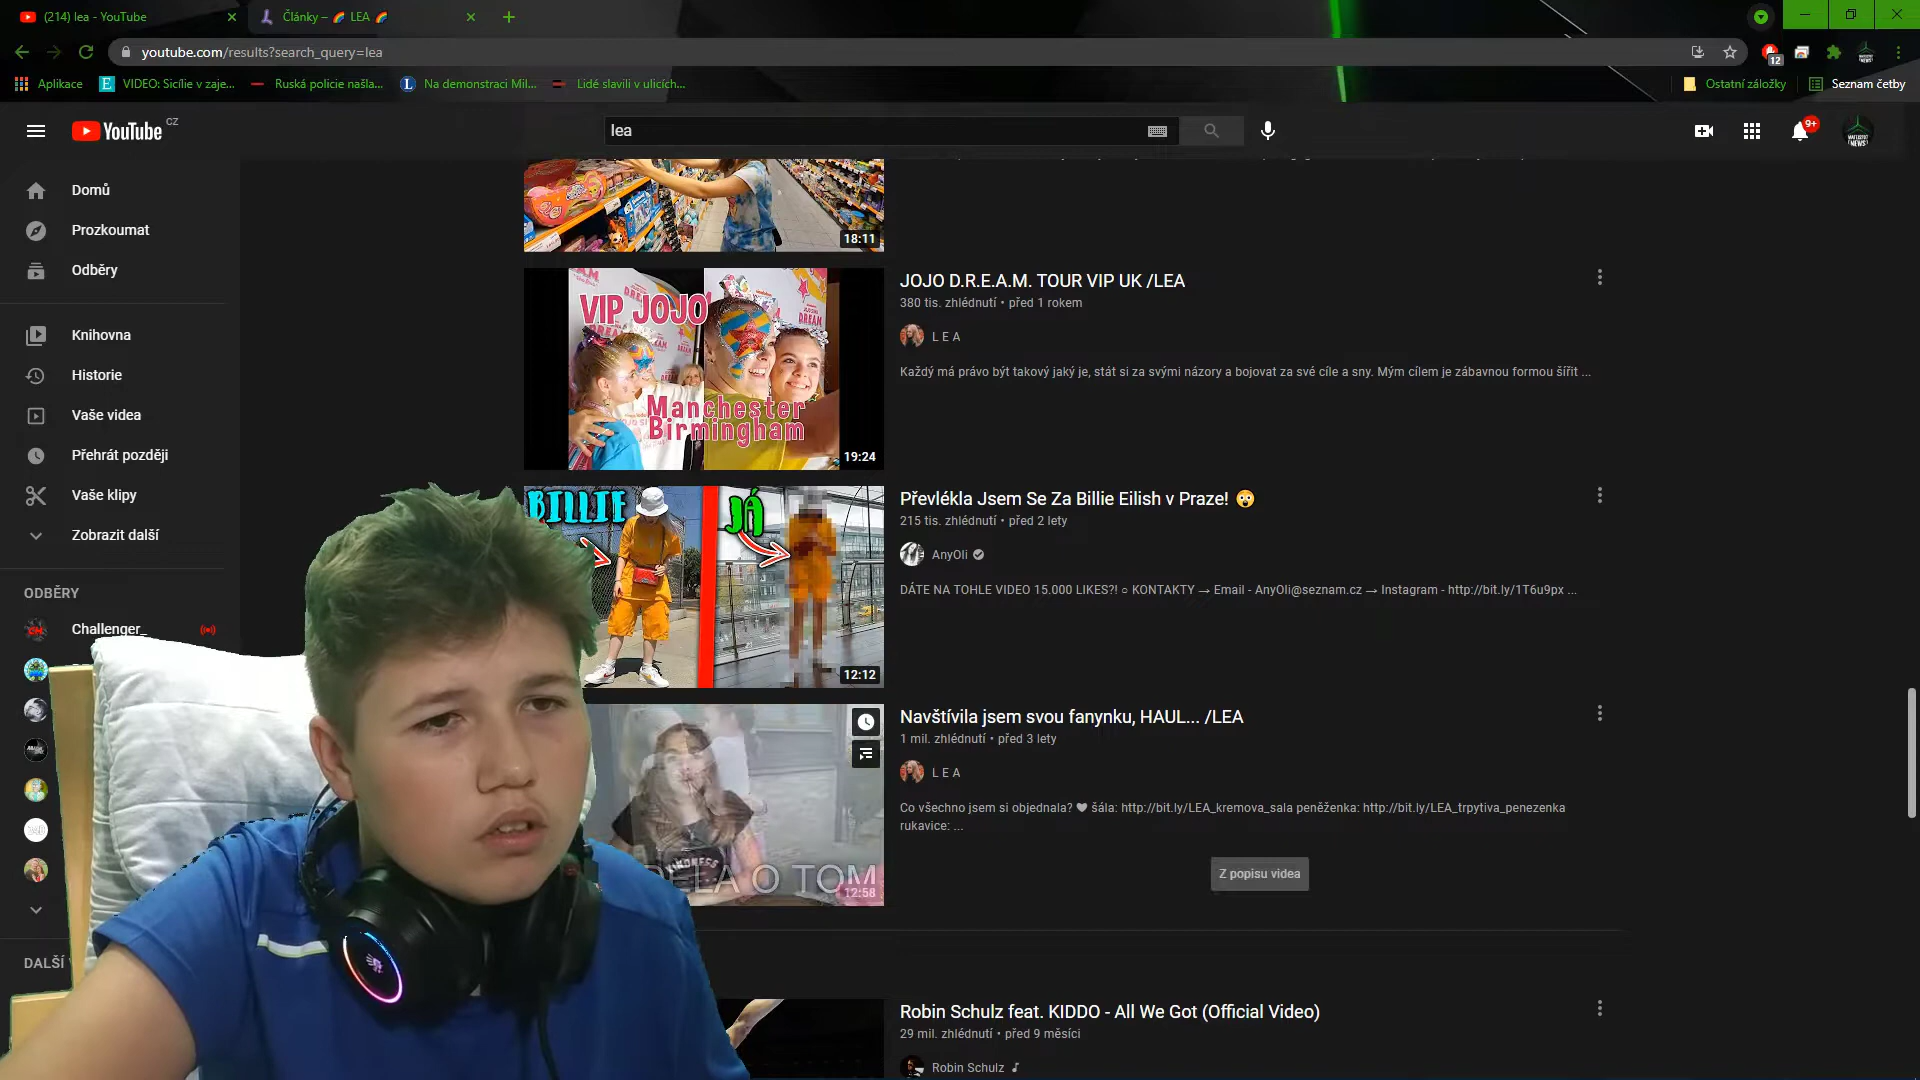 (214) lea - YouTube
Články – 🌈 LEA 🌈
youtube.com/results?search_query=lea
12
Aplikace
VIDEO: Sicílie v zaje...
Ruská policie našla...
Na demonstraci Mil...
Lidé slavili v ulicích...
Ostatní záložky
Seznam četby
YouTube CZ
lea
9+
Domů
Prozkoumat
Odběry
Knihovna
Historie
Vaše videa
Přehrát později
Vaše klipy
Zobrazit další
ODBĚRY
Challenger_
DALŠÍ
18:11
VIP JOJO
Manchester
Birmingham
19:24
JOJO D.R.E.A.M. TOUR VIP UK /LEA
380 tis. zhlédnutí • před 1 rokem
L E A
Každý má právo být takový jaký je, stát si za svými názory a bojovat za své cíle a sny. Mým cílem je zábavnou formou šířit ...
BILLIE
JÁ
12:12
Převlékla Jsem Se Za Billie Eilish v Praze! 😲
215 tis. zhlédnutí • před 2 lety
AnyOli
DÁTE NA TOHLE VIDEO 15.000 LIKES?! ○ KONTAKTY → Email - AnyOli@seznam.cz → Instagram - http://bit.ly/1T6u9px ...
DĚLA O TOM
12:58
Navštívila jsem svou fanynku, HAUL... /LEA
1 mil. zhlédnutí • před 3 lety
L E A
Co všechno jsem si objednala? ♥ šála: http://bit.ly/LEA_kremova_sala peněženka: http://bit.ly/LEA_trpytiva_penezenka
rukavice: ...
Z popisu videa
Robin Schulz feat. KIDDO - All We Got (Official Video)
29 mil. zhlédnutí • před 9 měsíci
Robin Schulz